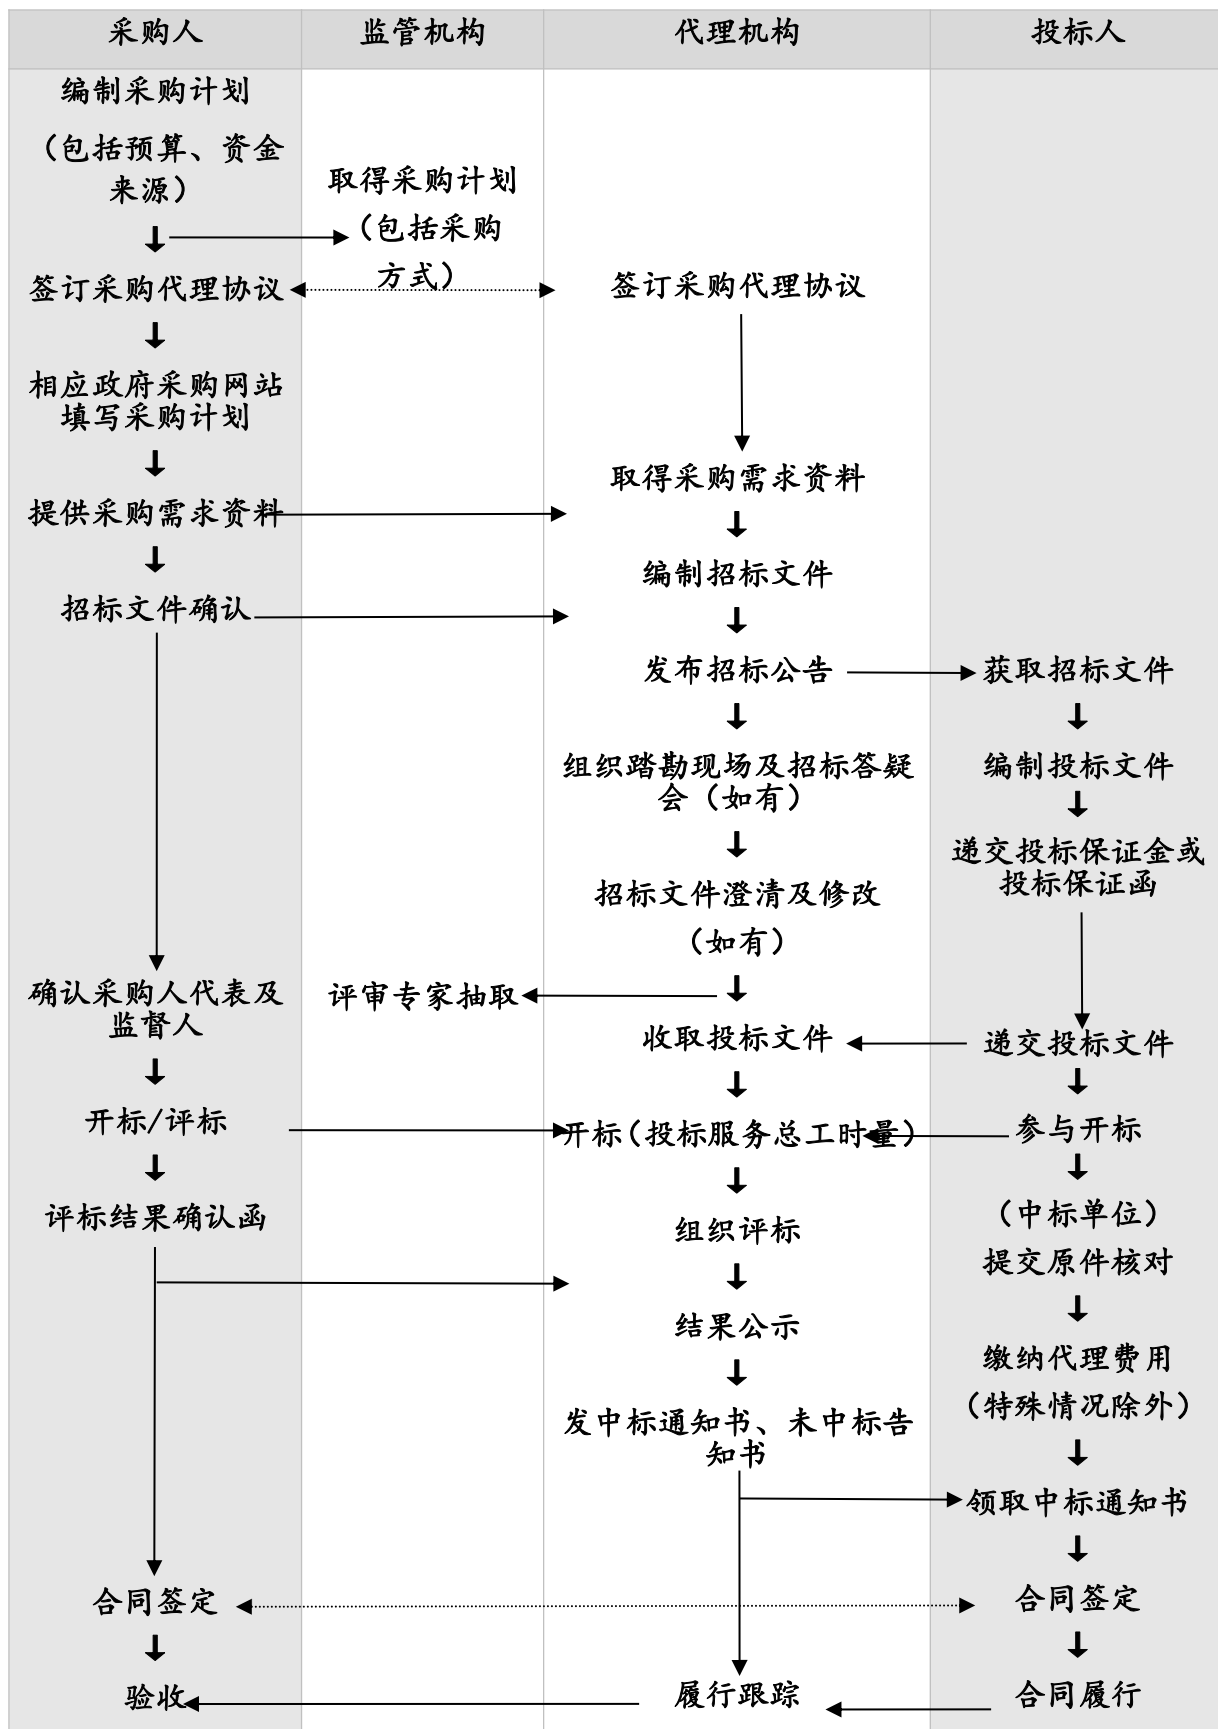 采购人
监管机构
代理机构
投标人
编制采购计划
（包括预算、资金
来源）
签订采购代理协议
相应政府采购网站
填写采购计划
提供采购需求资料
招标文件确认
确认采购人代表及
监督人
开标/评标
评标结果确认函
合同签定
验收
取得采购计划
（包括采购
方式）
评审专家抽取
签订采购代理协议
取得采购需求资料
编制招标文件
发布招标公告
组织踏勘现场及招标答疑
会（如有）
招标文件澄清及修改
（如有）
收取投标文件
开标（投标服务总工时量）
组织评标
结果公示
发中标通知书、未中标告
知书
履行跟踪
获取招标文件
编制投标文件
递交投标保证金或
投标保证函
递交投标文件
参与开标
（中标单位）
提交原件核对
缴纳代理费用
（特殊情况除外）
领取中标通知书
合同签定
合同履行